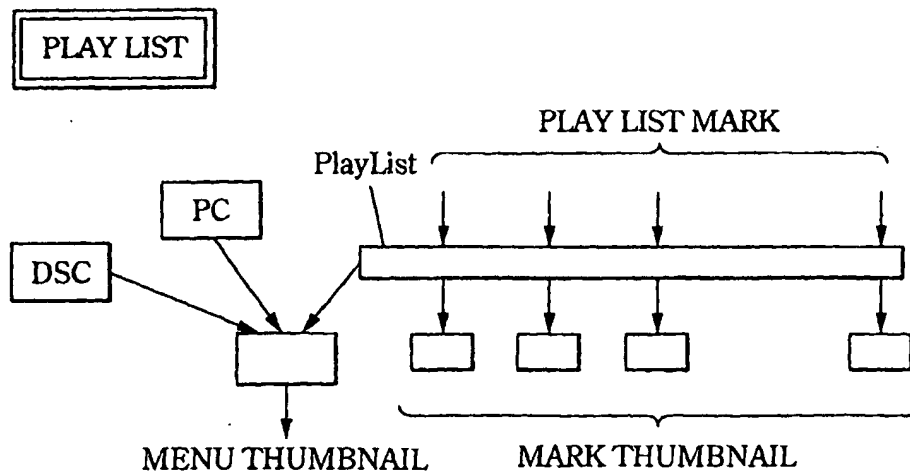 PLAY LIST
PLAY LIST MARK
PlayList
PC
DSC
MENU THUMBNAIL
MARK THUMBNAIL